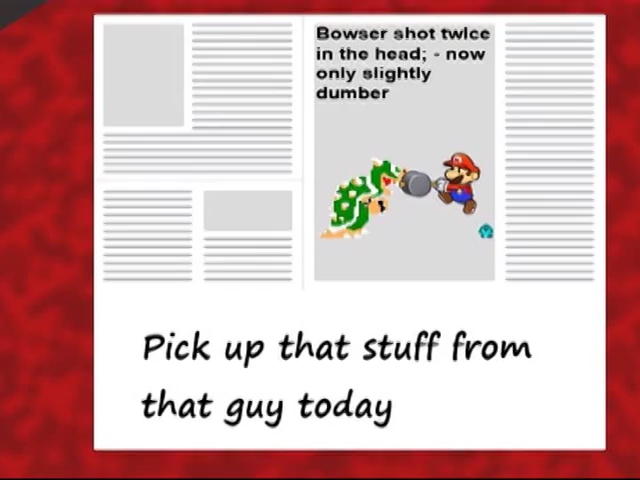 Bowser shot twice
in the head; - now
only slightly
dumber
Pick up that stuff from
that guy today